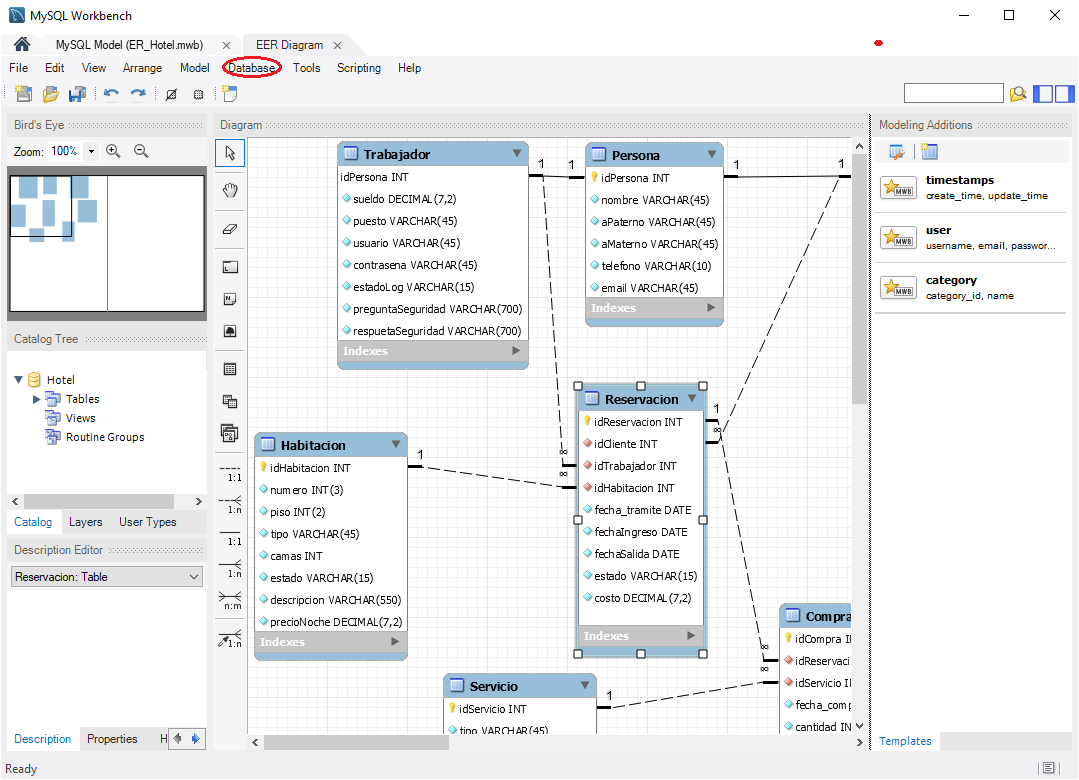 MySQL Workbench
MySQL Model (ER_Hotel.mwb)
EER Diagram
File Edit View Arrange Model Database Tools Scripting Help
Bird's Eye
Zoom: 100%
Diagram
Trabajador
idPersona INT
sueldo DECIMAL(7,2)
puesto VARCHAR(45)
usuario VARCHAR(45)
contrasena VARCHAR(45)
estadoLog VARCHAR(15)
preguntaSeguridad VARCHAR(700)
respuetaSeguridad VARCHAR(700)
Indexes
1
1
Persona
idPersona INT
nombre VARCHAR(45)
aPaterno VARCHAR(45)
aMaterno VARCHAR(45)
telefono VARCHAR(10)
email VARCHAR(45)
Indexes
1
1
Modeling Additions
timestamps
create_time, update_time
user
username, email, passwor...
category
category_id, name
Catalog Tree
Hotel
Tables
Views
Routine Groups
Catalog Layers User Types
Description Editor
Reservacion: Table
1:1
1:n
1:1
1:n
n:m
1:n
Habitacion
idHabitacion INT
numero INT(3)
piso INT(2)
tipo VARCHAR(45)
camas INT
estado VARCHAR(15)
descripcion VARCHAR(550)
precioNoche DECIMAL(7,2)
Indexes
1
Reservacion
idReservacion INT
idCliente INT
idTrabajador INT
idHabitacion INT
fecha_tramite DATE
fechaIngreso DATE
fechaSalida DATE
estado VARCHAR(15)
costo DECIMAL(7,2)
Indexes
1
∞
∞
∞
Servicio
idServicio INT
tipo VARCHAR(45)
1
Compra
idCompra I
idReservaci
idServicio I
fecha_comp
cantidad IN
∞
∞
Description Properties H
Templates
Ready